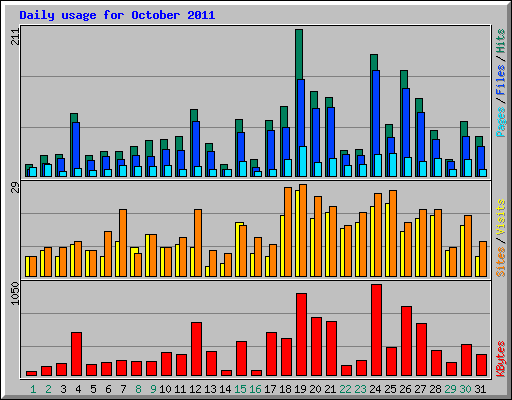 Daily usage for October 2011
211
Pages / Files / Hits
29
Sites / Visits
1050
KBytes
1 2 3 4 5 6 7 8 9 10 11 12 13 14 15 16 17 18 19 20 21 22 23 24 25 26 27 28 29 30 31